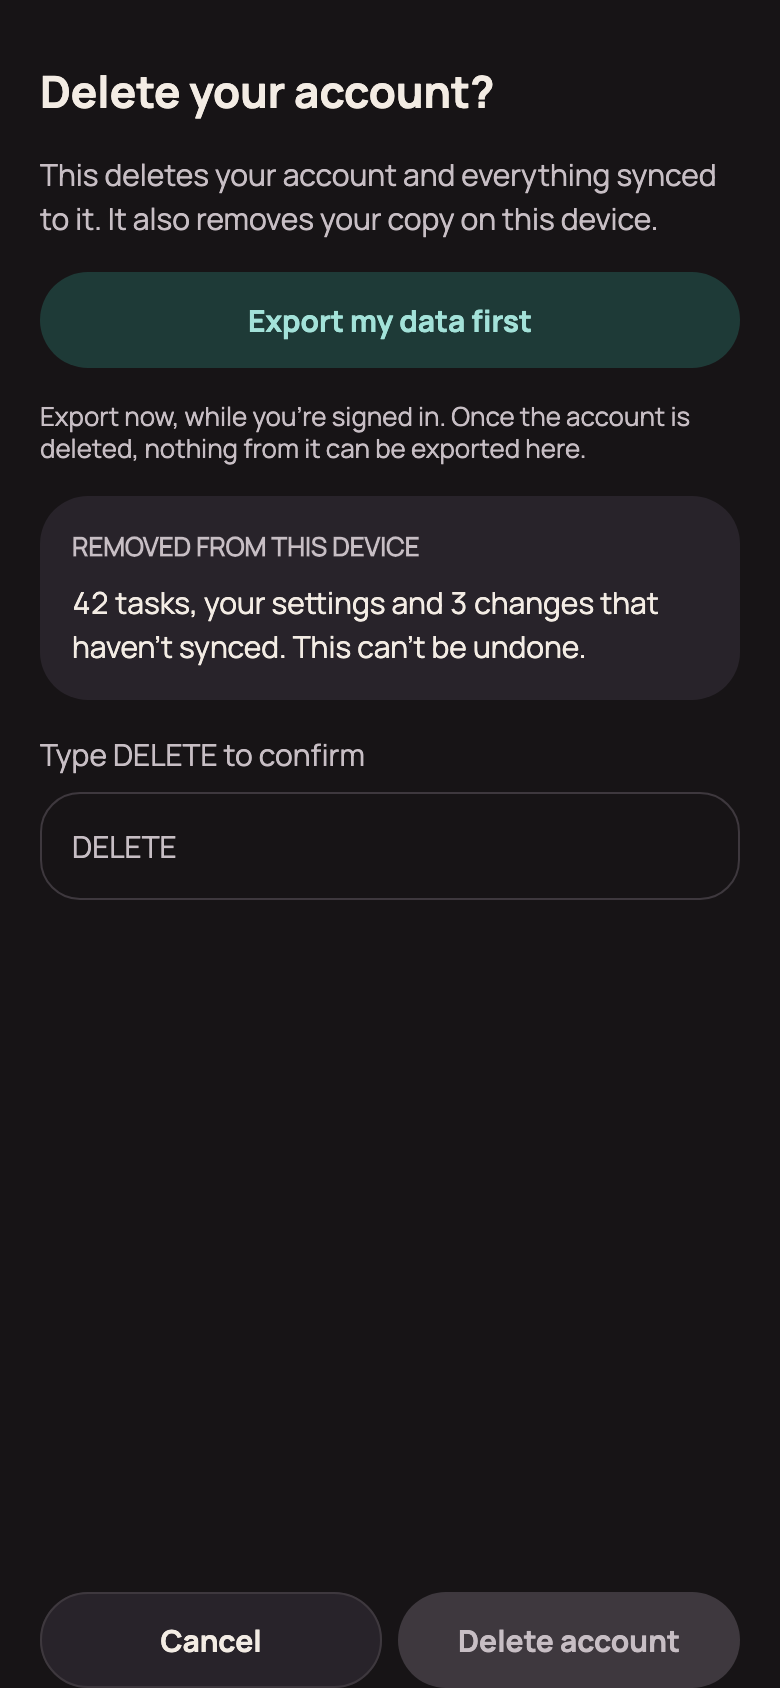 Delete your account?
This deletes your account and everything synced
to it. It also removes your copy on this device.
Export my data first
Export now, while you’re signed in. Once the account is
deleted, nothing from it can be exported here.
REMOVED FROM THIS DEVICE
42 tasks, your settings and 3 changes that
haven’t synced. This can’t be undone.
Type DELETE to confirm
DELETE
Cancel
Delete account